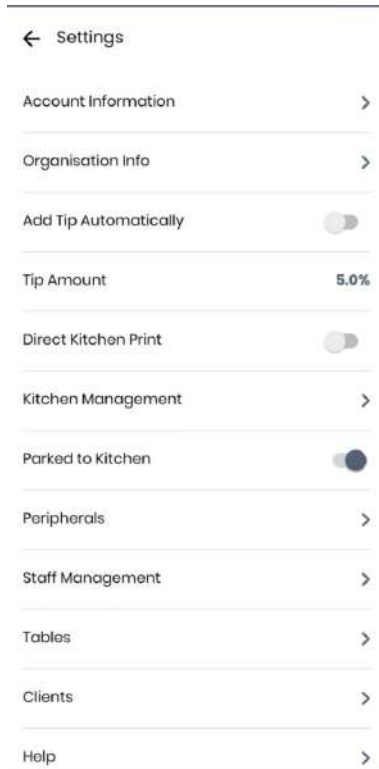 Settings
Account Information
Organisation Info
Add Tip Automatically
Tip Amount 5.0%
Direct Kitchen Print
Kitchen Management
Parked to Kitchen
Peripherals
Staff Management
Tables
Clients
Help